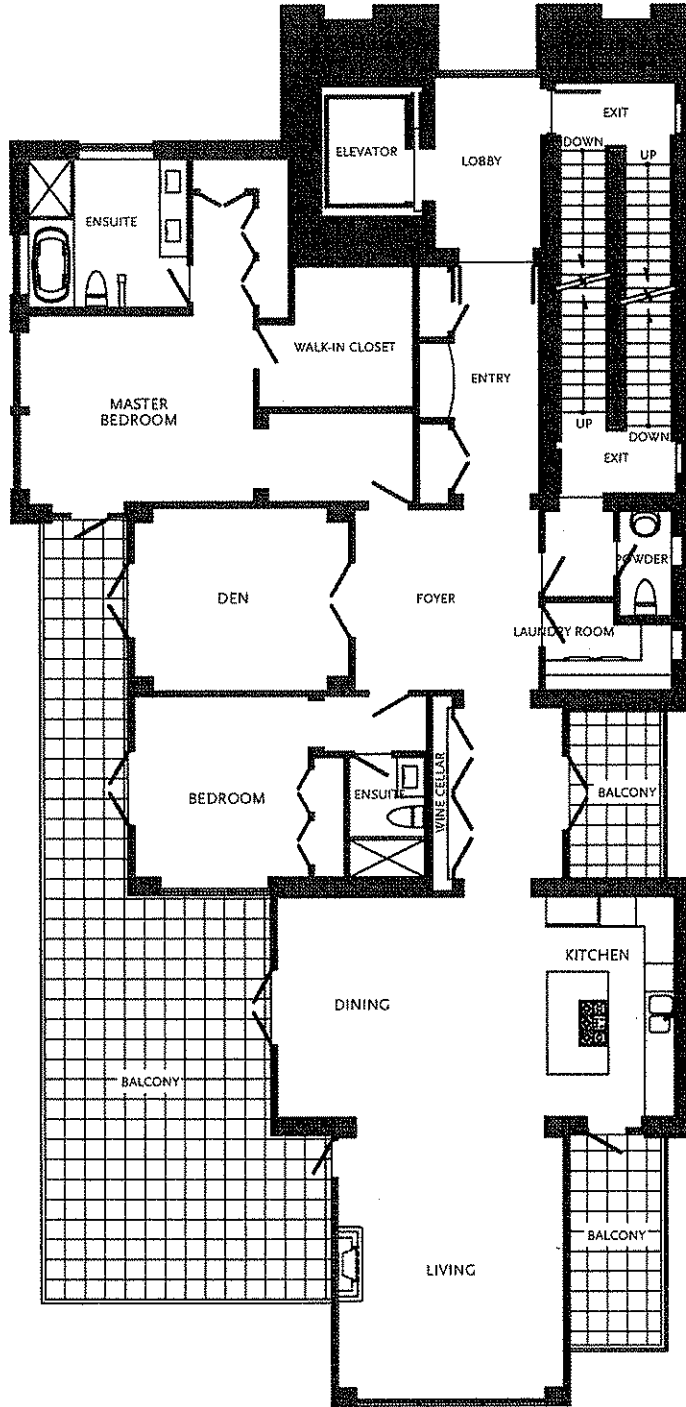 EXIT
DOWN
UP
ELEVATOR
LOBBY
ENSUITE
WALK-IN CLOSET
ENTRY
MASTER
BEDROOM
UP
DOWN
EXIT
POWDER
DEN
FOYER
LAUNDRY ROOM
BEDROOM
ENSUITE
WINE CELLAR
BALCONY
KITCHEN
DINING
BALCONY
BALCONY
LIVING